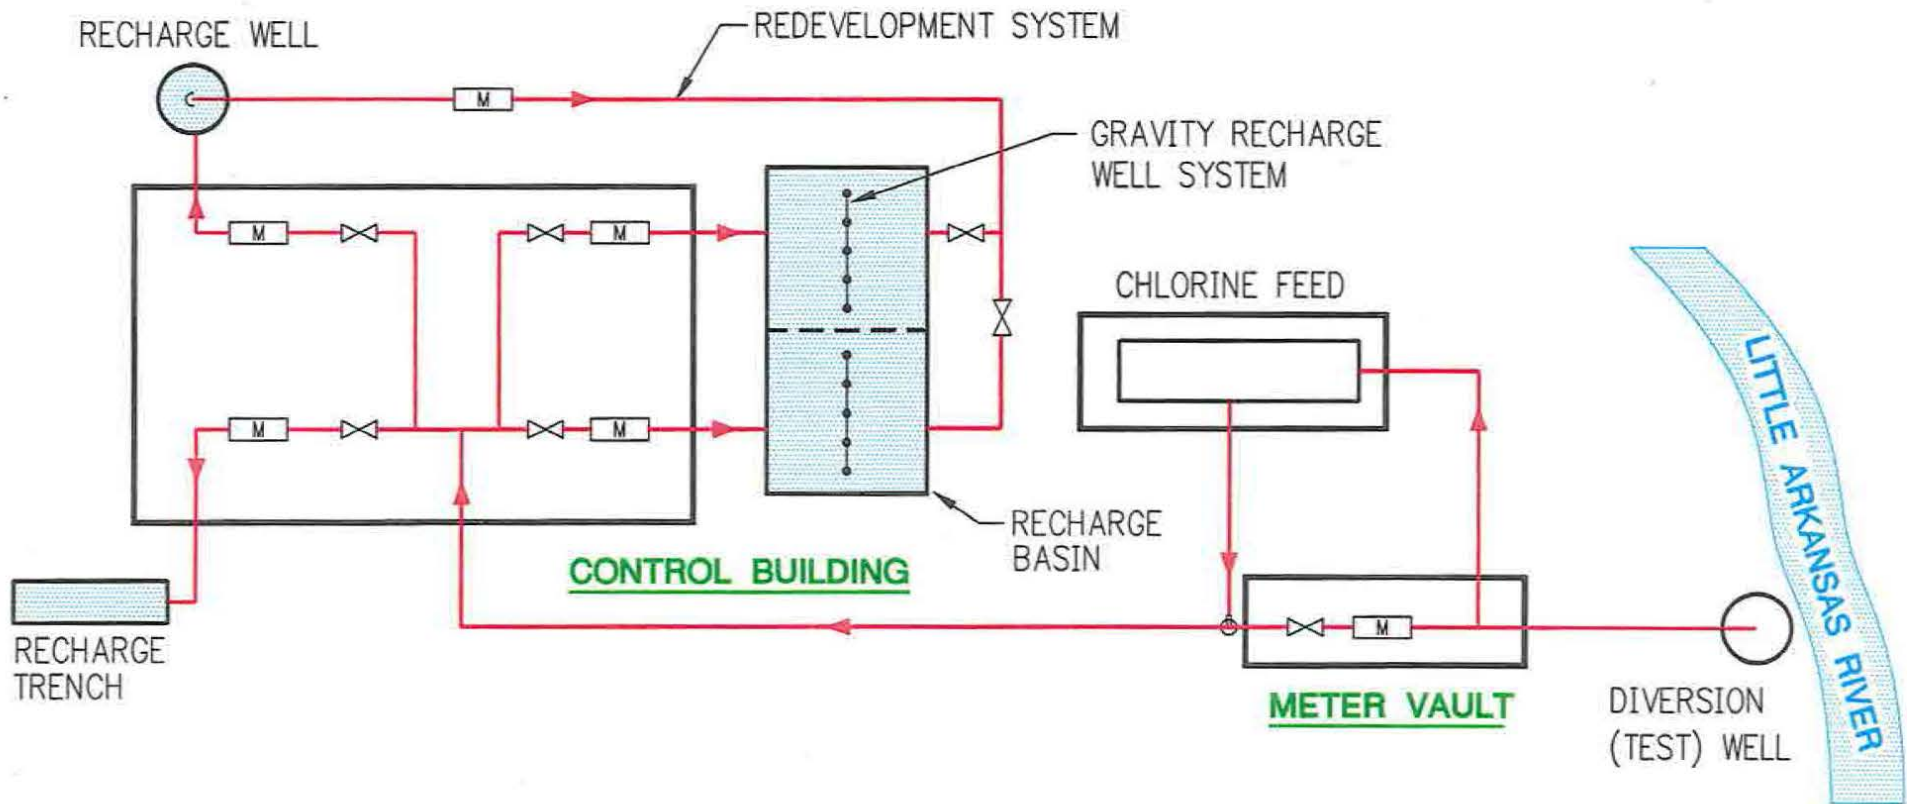 REDEVELOPMENT SYSTEM
RECHARGE WELL
M
GRAVITY RECHARGE
WELL SYSTEM
M
M
CHLORINE FEED
M
M
RECHARGE
BASIN
CONTROL BUILDING
M
RECHARGE
TRENCH
METER VAULT
DIVERSION
(TEST) WELL
LITTLE ARKANSAS RIVER